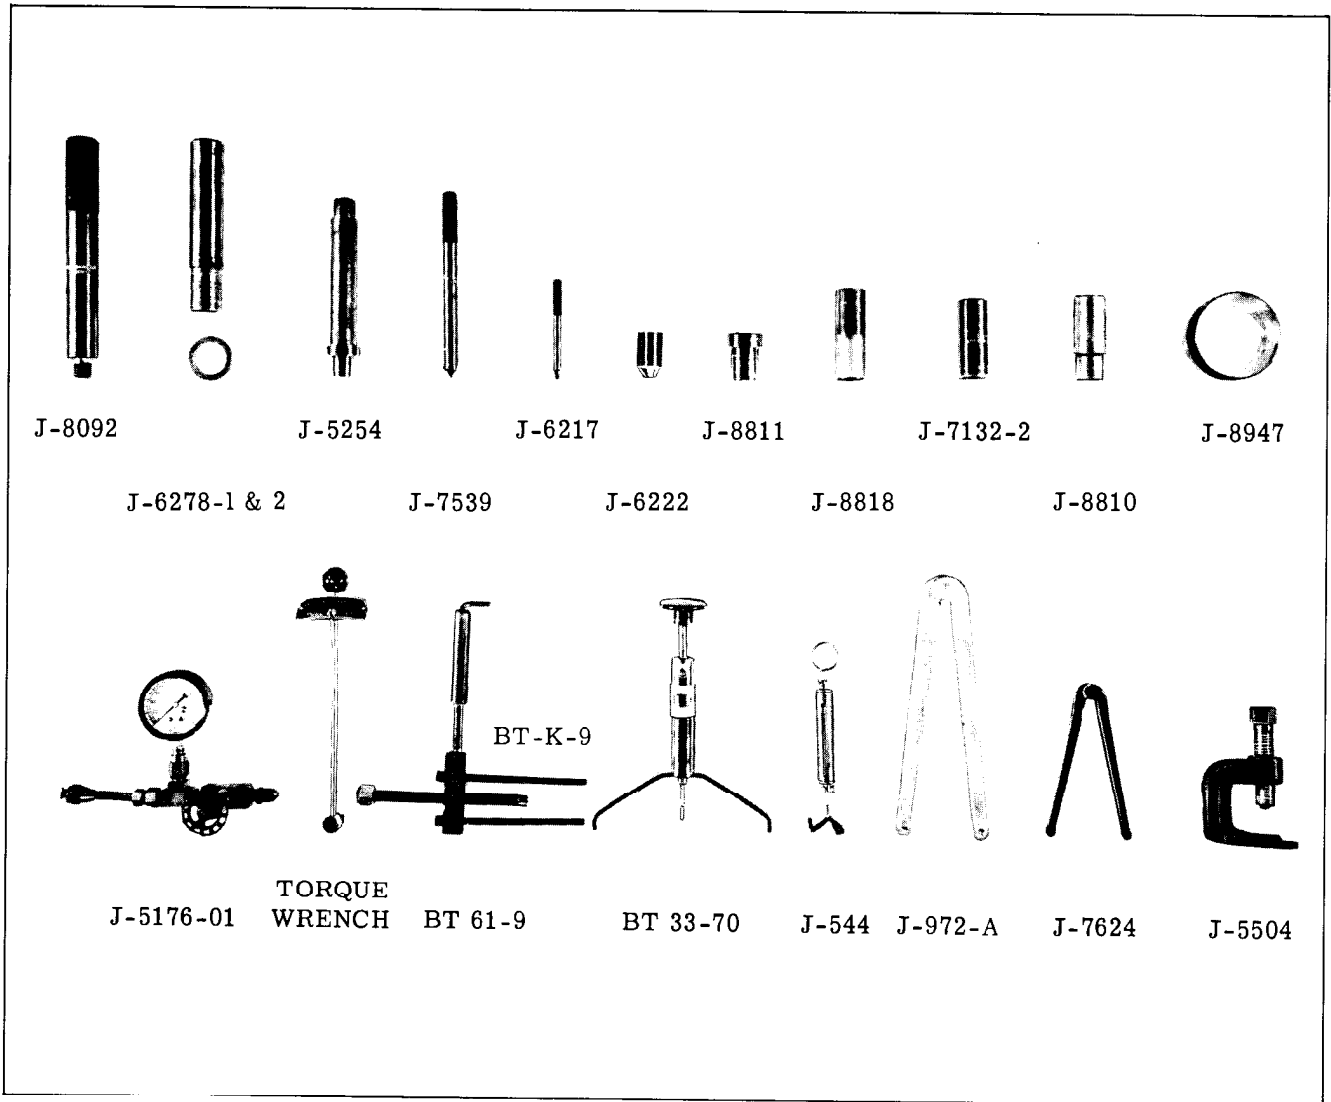 J-8092
J-5254
J-6217
J-8811
J-7132-2
J-8947
J-6278-1 & 2
J-7539
J-6222
J-8818
J-8810
BT-K-9
TORQUE
WRENCH
J-5176-01
BT 61-9
BT 33-70
J-544
J-972-A
J-7624
J-5504